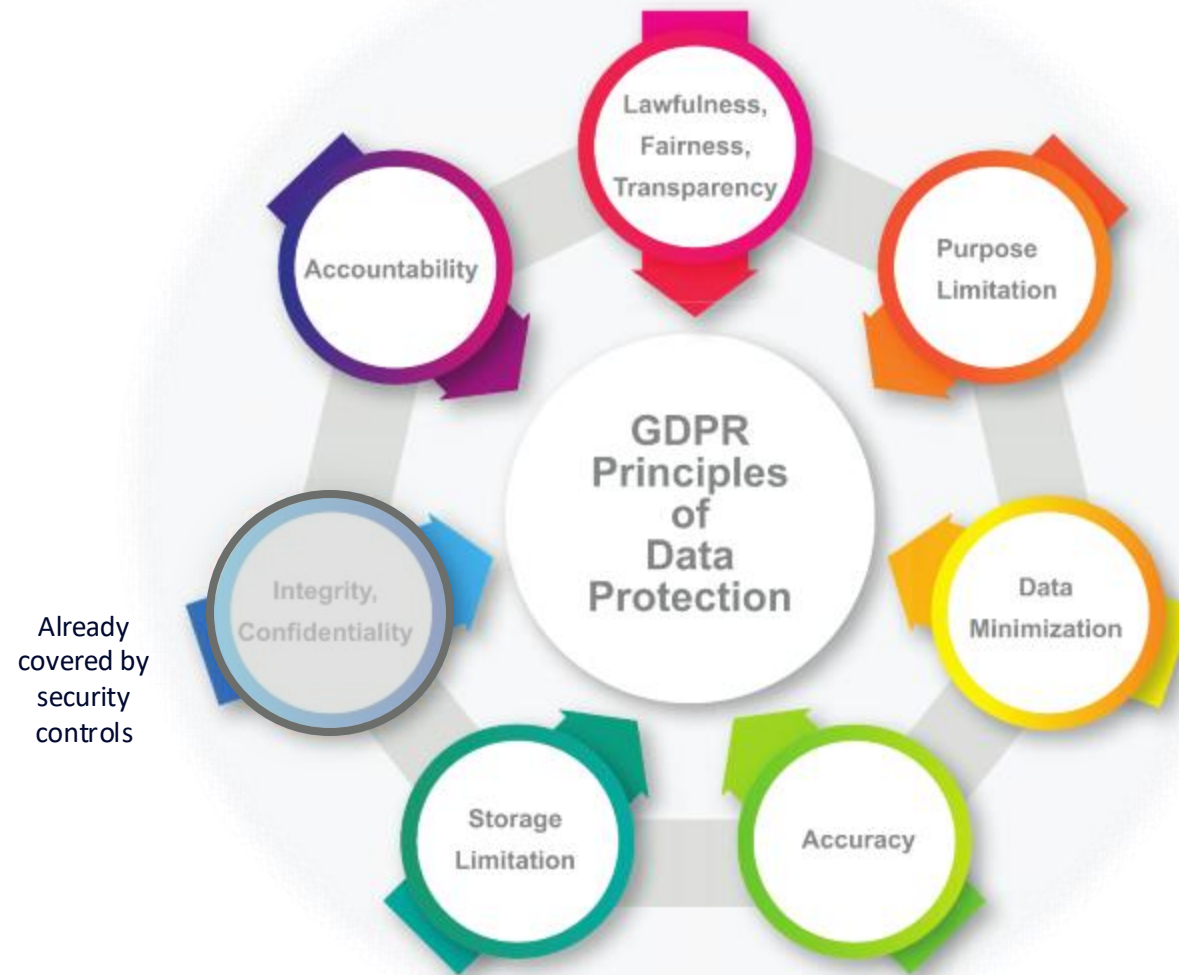 Lawfulness,
Fairness,
Transparency
Purpose
Limitation
Data
Minimization
Accuracy
Storage
Limitation
Integrity,
Confidentiality
Accountability
GDPR
Principles
of
Data
Protection
Already
covered by
security
controls